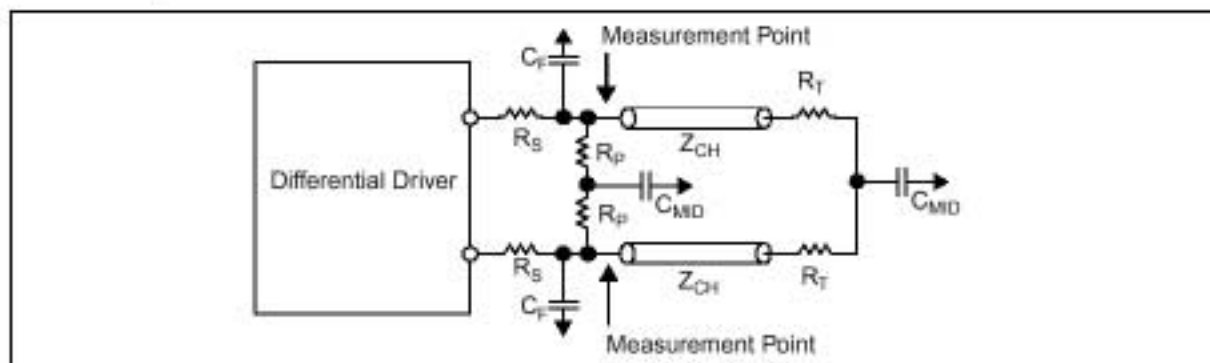 Measurement Point
C_F
R_T
R_S
Z_CH
R_P
Differential Driver
C_MID
C_MID
R_P
R_S
Z_CH
R_T
C_F
Measurement Point